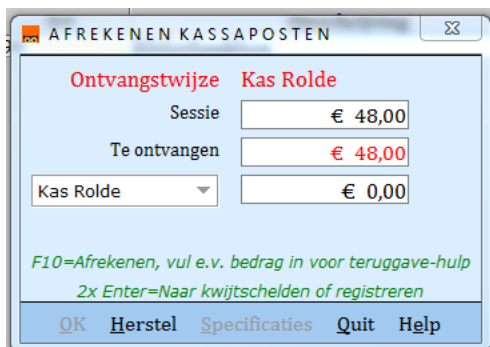 AFREKENEN KASSAPOSTEN
Ontvangstwijze Kas Rolde
Sessie € 48,00
Te ontvangen € 48,00
Kas Rolde € 0,00
F10=Afrekenen, vul e.v. bedrag in voor teruggave-hulp
2x Enter=Naar kwijtschelden of registreren
OK Herstel Specificaties Quit Help